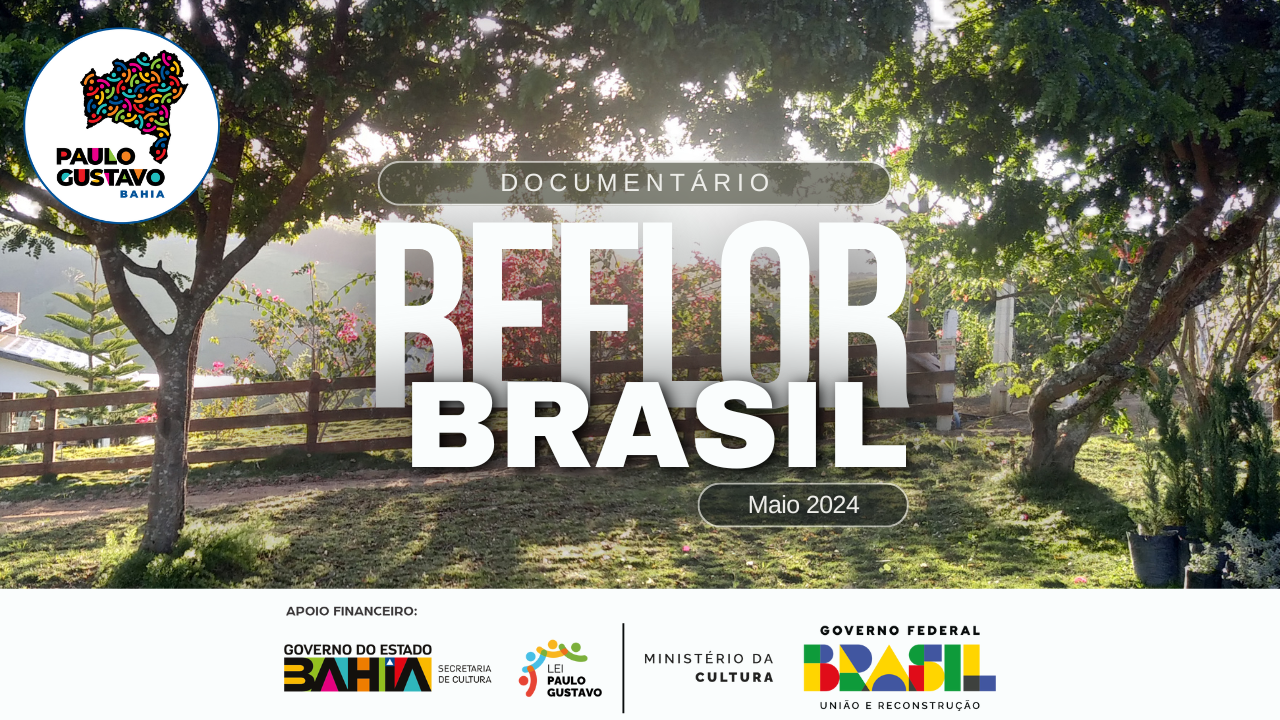 PAULO
GUSTAVO
BAHIA
DOCUMENTÁRIO
REFLOR
BRASIL
Maio 2024
APOIO FINANCEIRO:
GOVERNO DO ESTADO
BAHIA
SECRETARIA
DE CULTURA
LEI
PAULO
GUSTAVO
MINISTÉRIO DA
CULTURA
GOVERNO FEDERAL
BRASIL
UNIÃO E RECONSTRUÇÃO